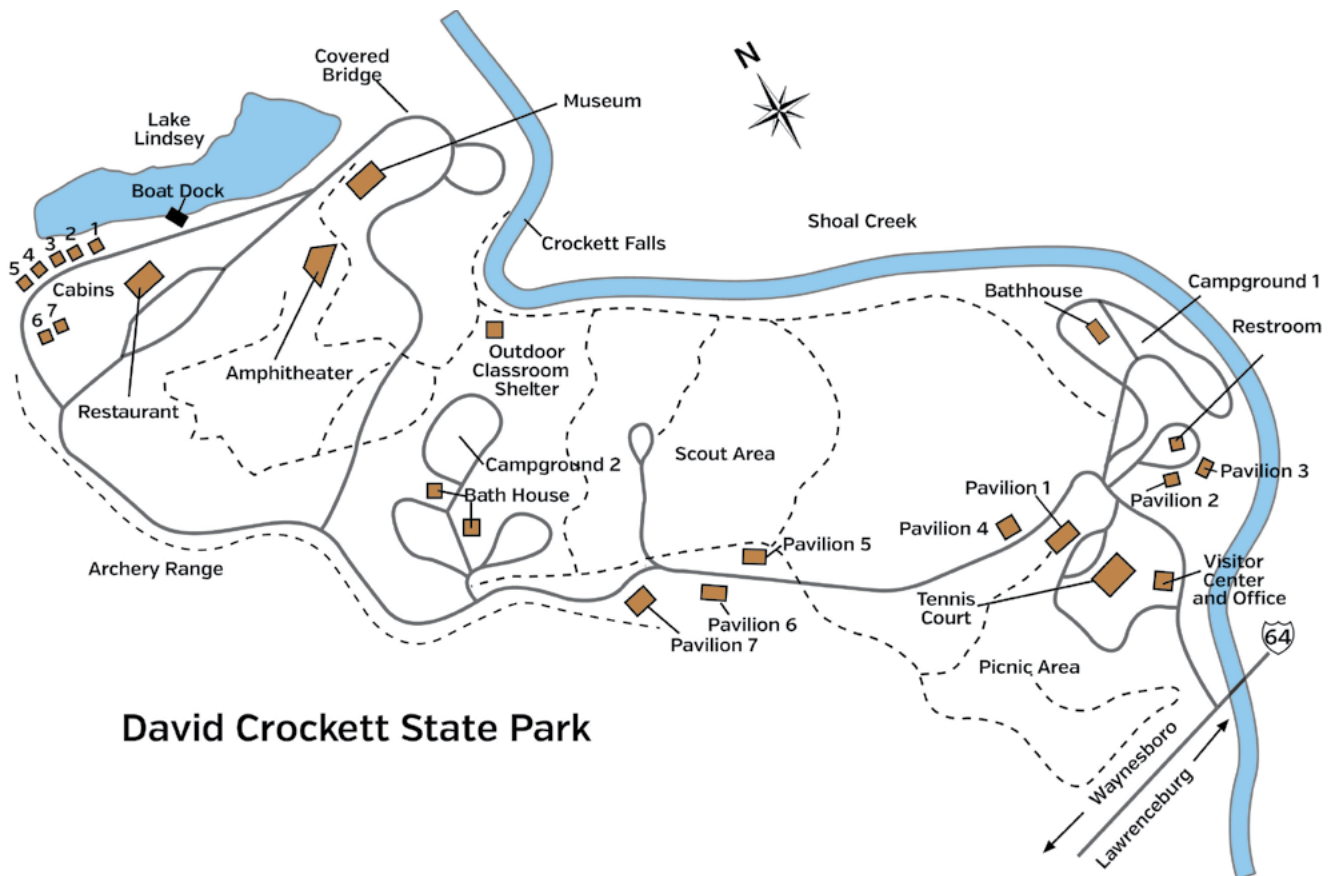 N
Covered
Bridge
Museum
Lake
Lindsey
Boat Dock
Shoal Creek
Crockett Falls
5 4 3 2 1
Cabins
6 7
Campground 1
Bathhouse
Restroom
Amphitheater
Outdoor
Classroom
Shelter
Restaurant
Campground 2
Scout Area
Bath House
Pavilion 1
Pavilion 3
Pavilion 2
Pavilion 4
Pavilion 5
Archery Range
Visitor
Center
and Office
Tennis
Court
Pavilion 6
Pavilion 7
64
Picnic Area
David Crockett State Park
Waynesboro
Lawrenceburg